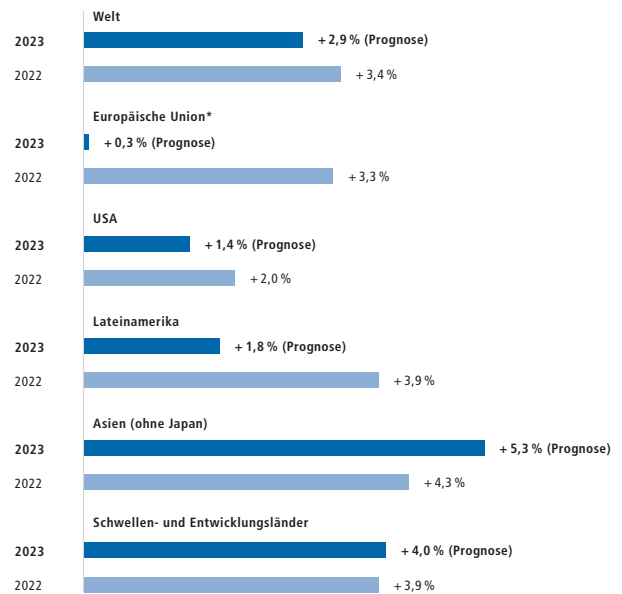 Welt
2023 + 2,9 % (Prognose)
2022 + 3,4 %
Europäische Union*
2023 + 0,3 % (Prognose)
2022 + 3,3 %
USA
2023 + 1,4 % (Prognose)
2022 + 2,0 %
Lateinamerika
2023 + 1,8 % (Prognose)
2022 + 3,9 %
Asien (ohne Japan)
2023 + 5,3 % (Prognose)
2022 + 4,3 %
Schwellen- und Entwicklungsländer
2023 + 4,0 % (Prognose)
2022 + 3,9 %